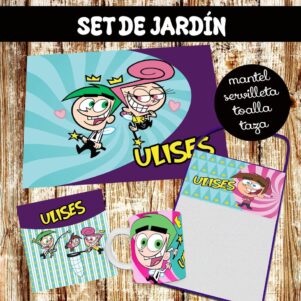 SET DE JARDÍN
mantel
servilleta
toalla
taza
ULISES
ULISES
ULISES